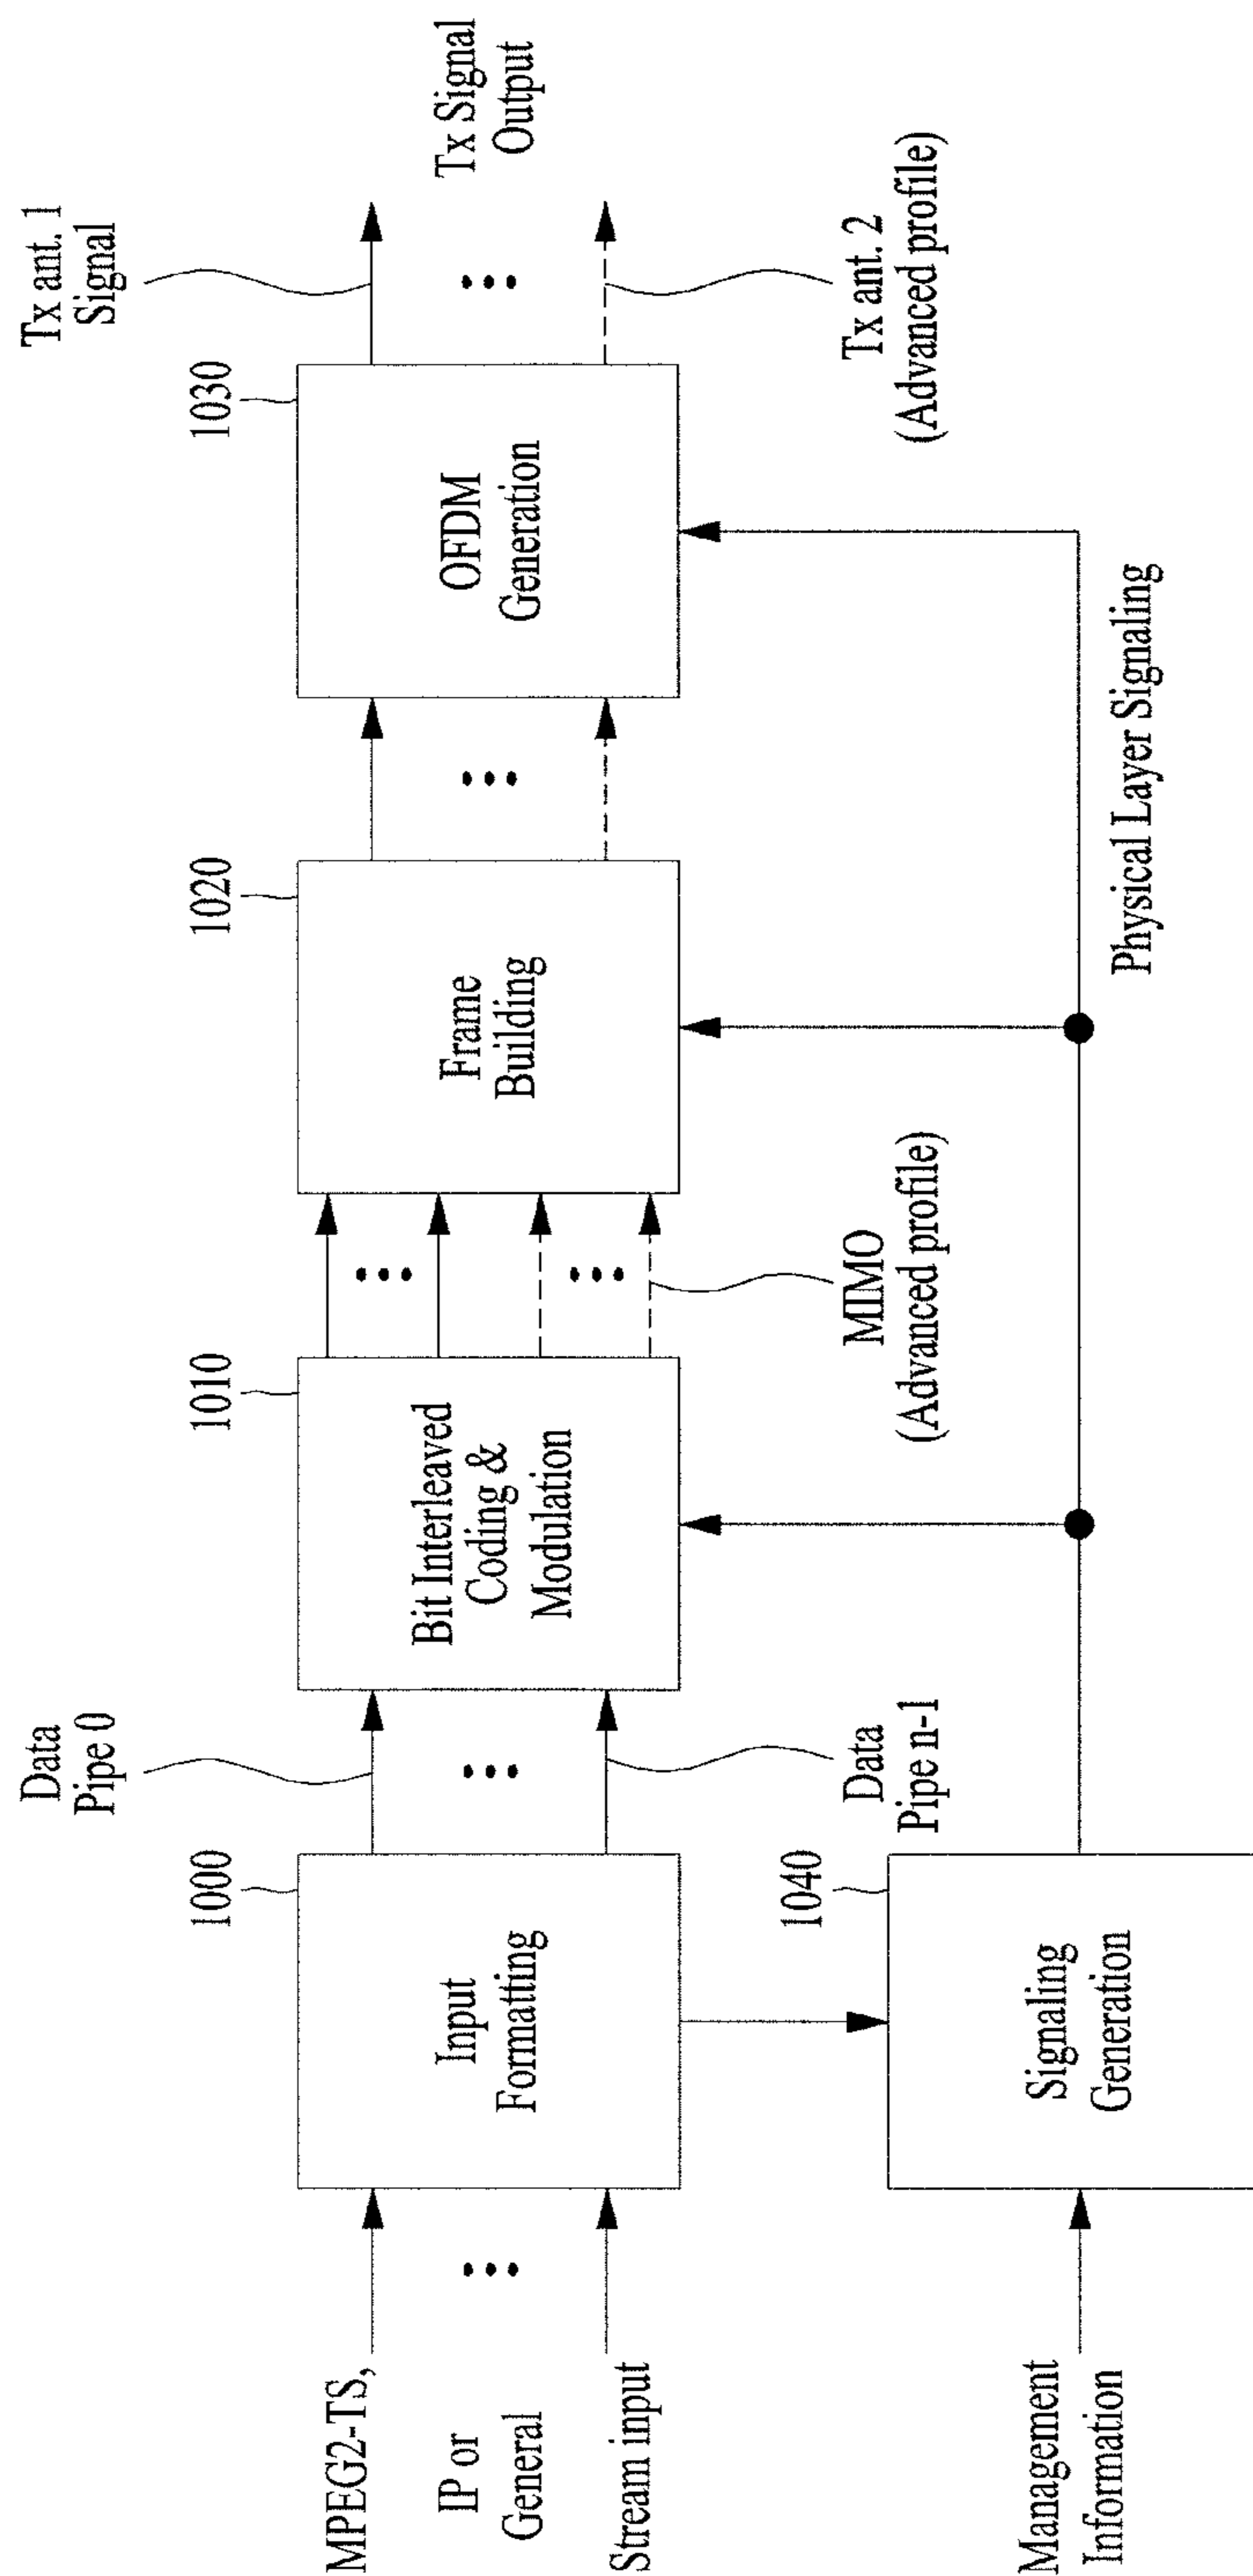 MPEG2-TS,
IP or
General
Stream input
1000
Input
Formatting
Data
Pipe 0
Data
Pipe n-1
1010
Bit Interleaved
Coding &
Modulation
MIMO
(Advanced profile)
1020
Frame
Building
1030
OFDM
Generation
Tx ant. 1
Signal
Tx Signal
Output
Tx ant. 2
(Advanced profile)
Management
Information
1040
Signaling
Generation
Physical Layer Signaling